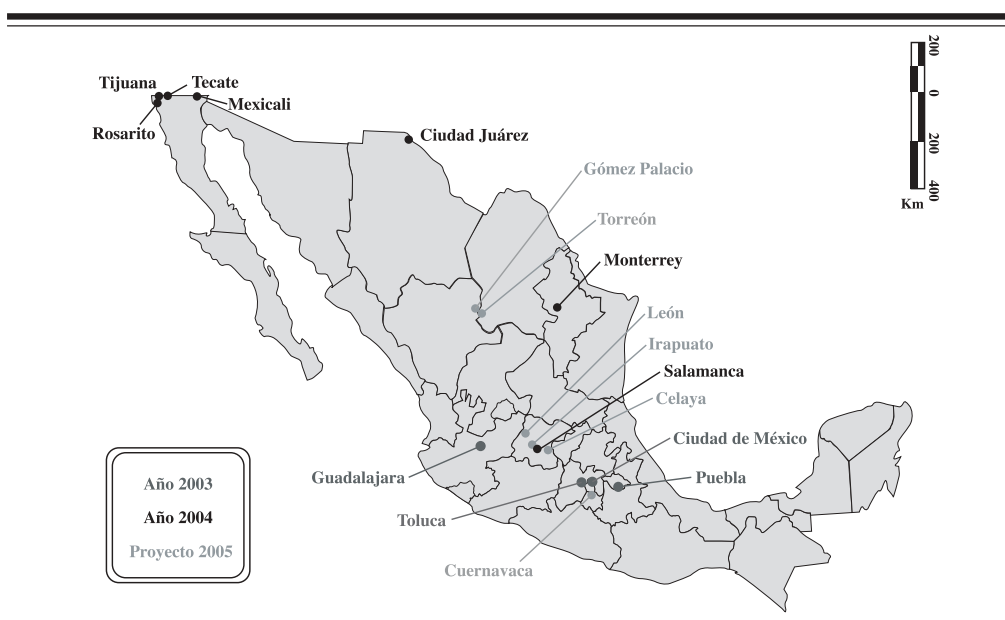 Tijuana
Tecate
Mexicali
Rosarito
Ciudad Juárez
Gómez Palacio
Torreón
Monterrey
León
Irapuato
Salamanca
Celaya
Ciudad de México
Guadalajara
Puebla
Toluca
Cuernavaca
200
0
200
400
Km
Año 2003
Año 2004
Proyecto 2005